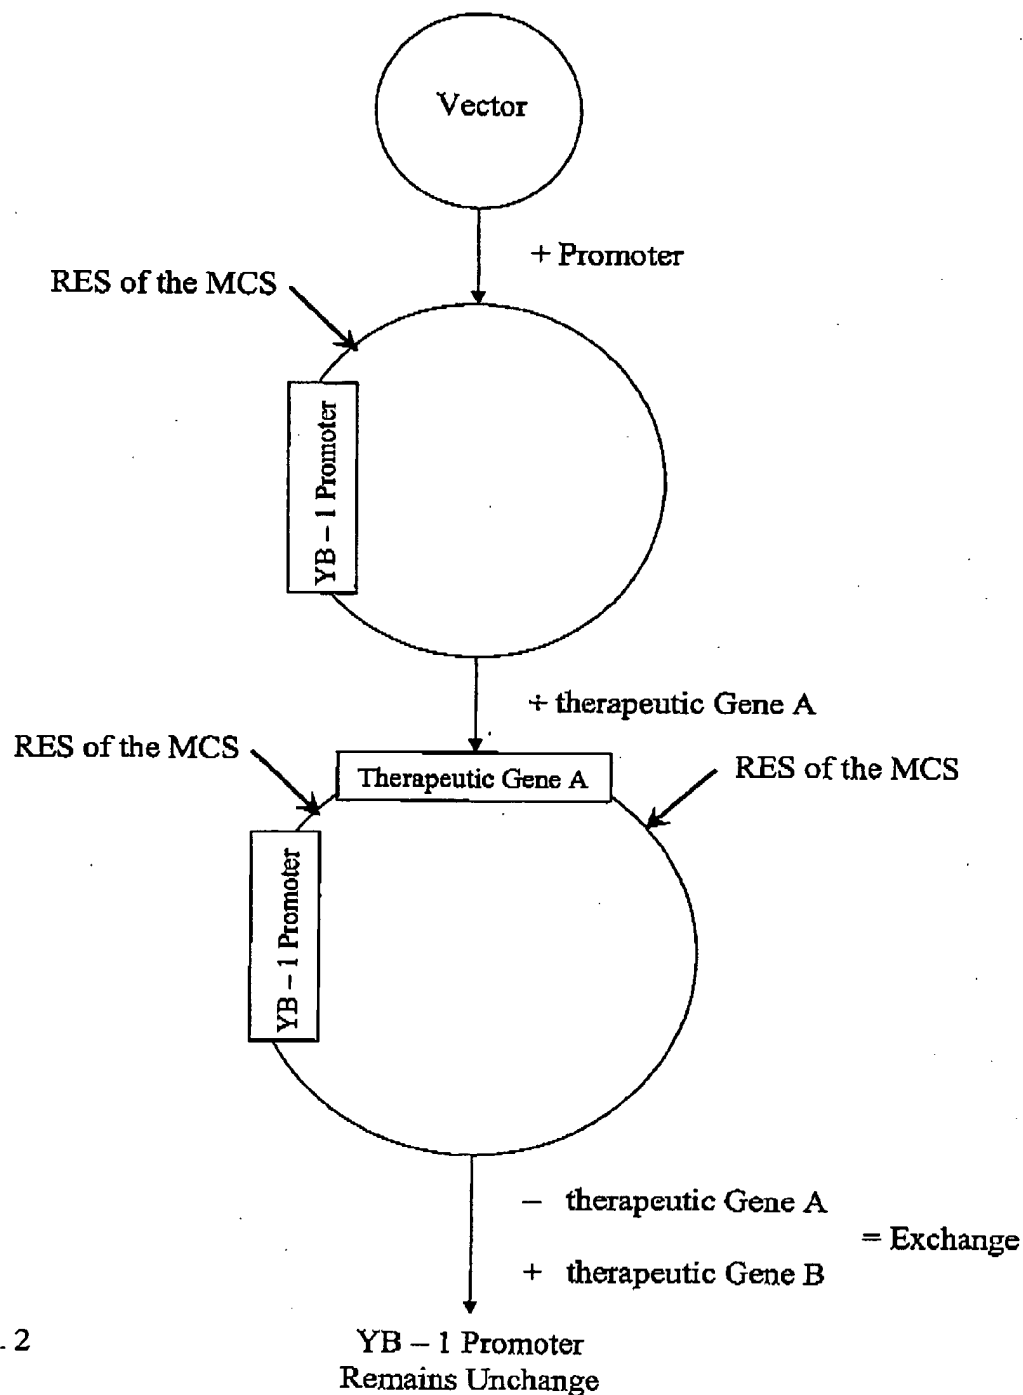 Vector
+ Promoter
RES of the MCS
YB – 1 Promoter
+ therapeutic Gene A
RES of the MCS
Therapeutic Gene A
RES of the MCS
YB – 1 Promoter
– therapeutic Gene A
= Exchange
+ therapeutic Gene B
. 2
YB – 1 Promoter
Remains Unchange